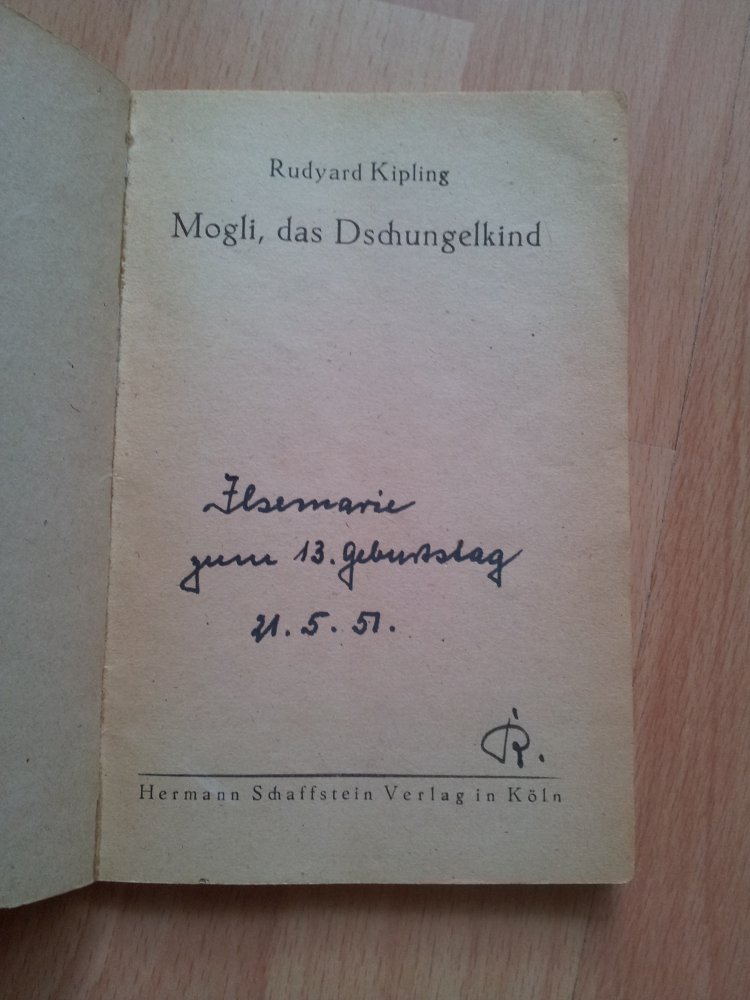 Rudyard Kipling
Mogli, das Dschungelkind
Ilsemarie
zum 13. Geburtstag
21. 5. 51.
R.
Hermann Schaffstein Verlag in Köln